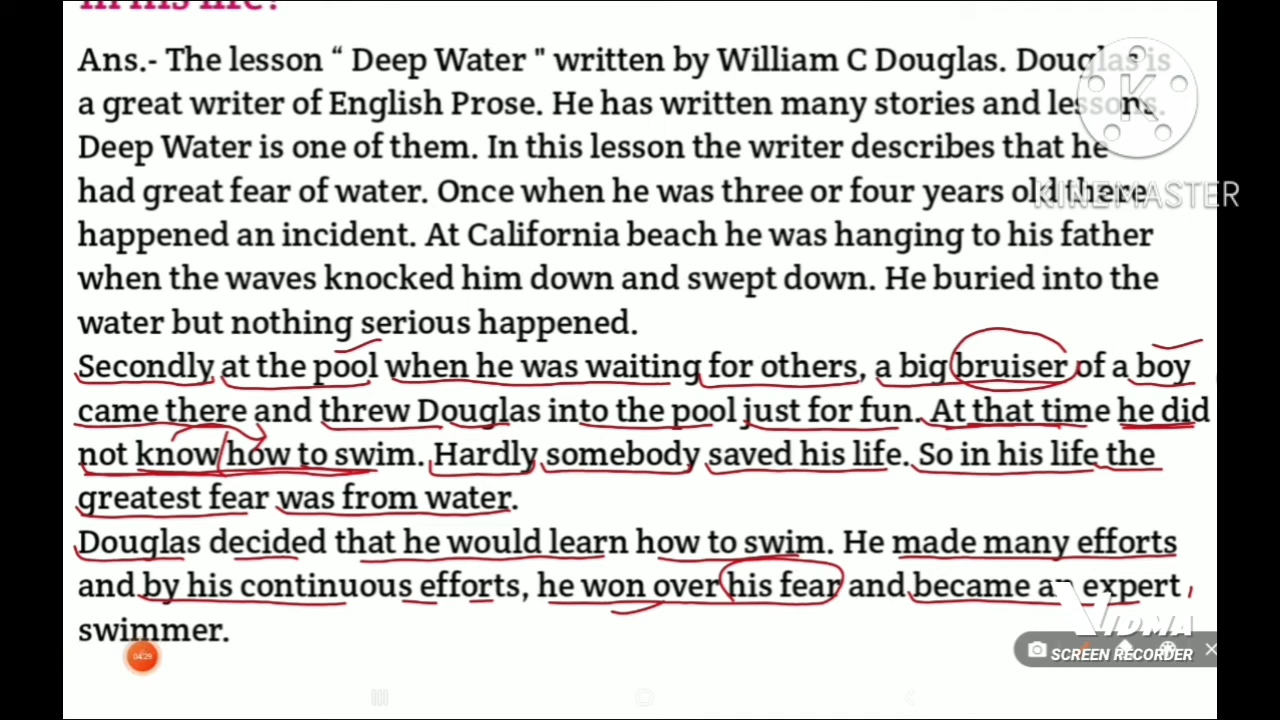 in his life?
Ans.- The lesson “ Deep Water " written by William C Douglas. Douglas is
a great writer of English Prose. He has written many stories and lessons.
Deep Water is one of them. In this lesson the writer describes that he
had great fear of water. Once when he was three or four years old there
happened an incident. At California beach he was hanging to his father
when the waves knocked him down and swept down. He buried into the
water but nothing serious happened.
Secondly at the pool when he was waiting for others, a big bruiser of a boy
came there and threw Douglas into the pool just for fun. At that time he did
not know how to swim. Hardly somebody saved his life. So in his life the
greatest fear was from water.
Douglas decided that he would learn how to swim. He made many efforts
and by his continuous efforts, he won over his fear and became an expert
swimmer.
K
KINEMASTER
04:29
VIDMA
SCREEN RECORDER